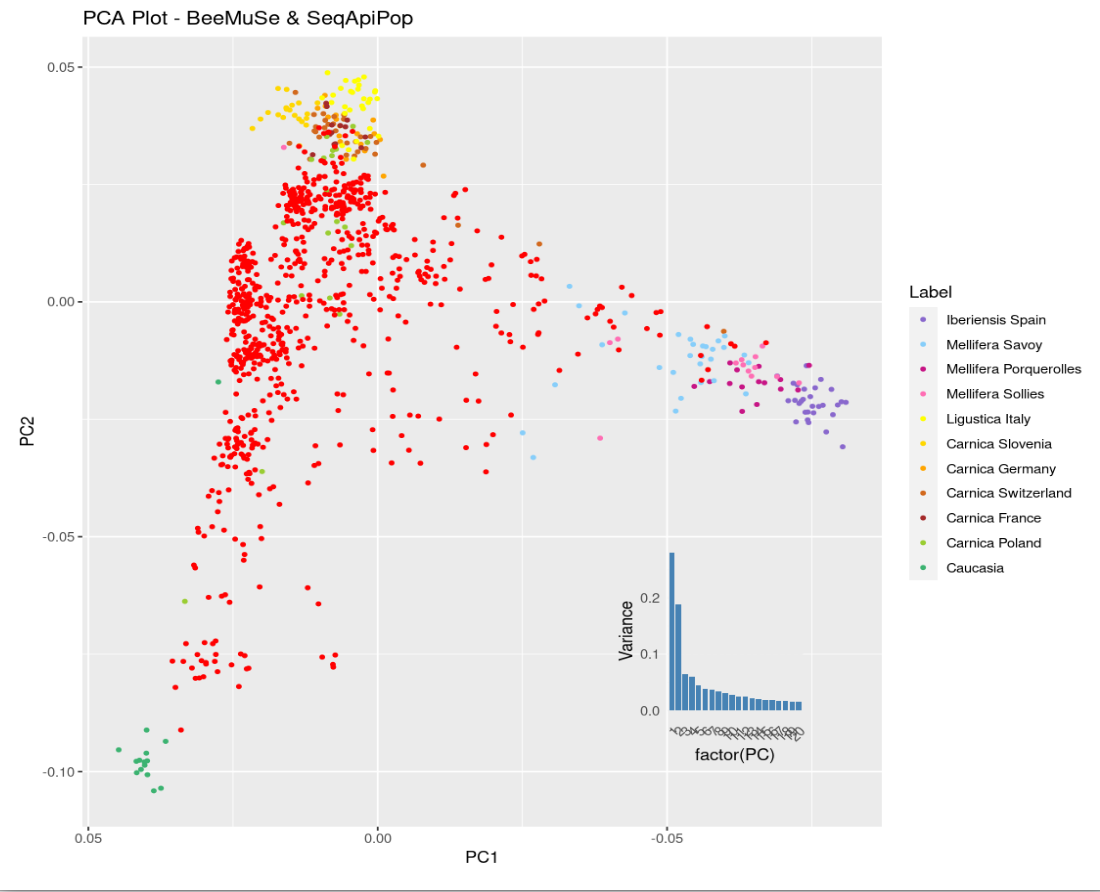 PCA Plot - BeeMuSe & SeqApiPop
0.05
0.00
-0.05
-0.10
PC2
0.05
0.00
-0.05
PC1
Label
Iberiensis Spain
Mellifera Savoy
Mellifera Porquerolles
Mellifera Sollies
Ligustica Italy
Carnica Slovenia
Carnica Germany
Carnica Switzerland
Carnica France
Carnica Poland
Caucasia
Variance
0.2
0.1
0.0
factor(PC)